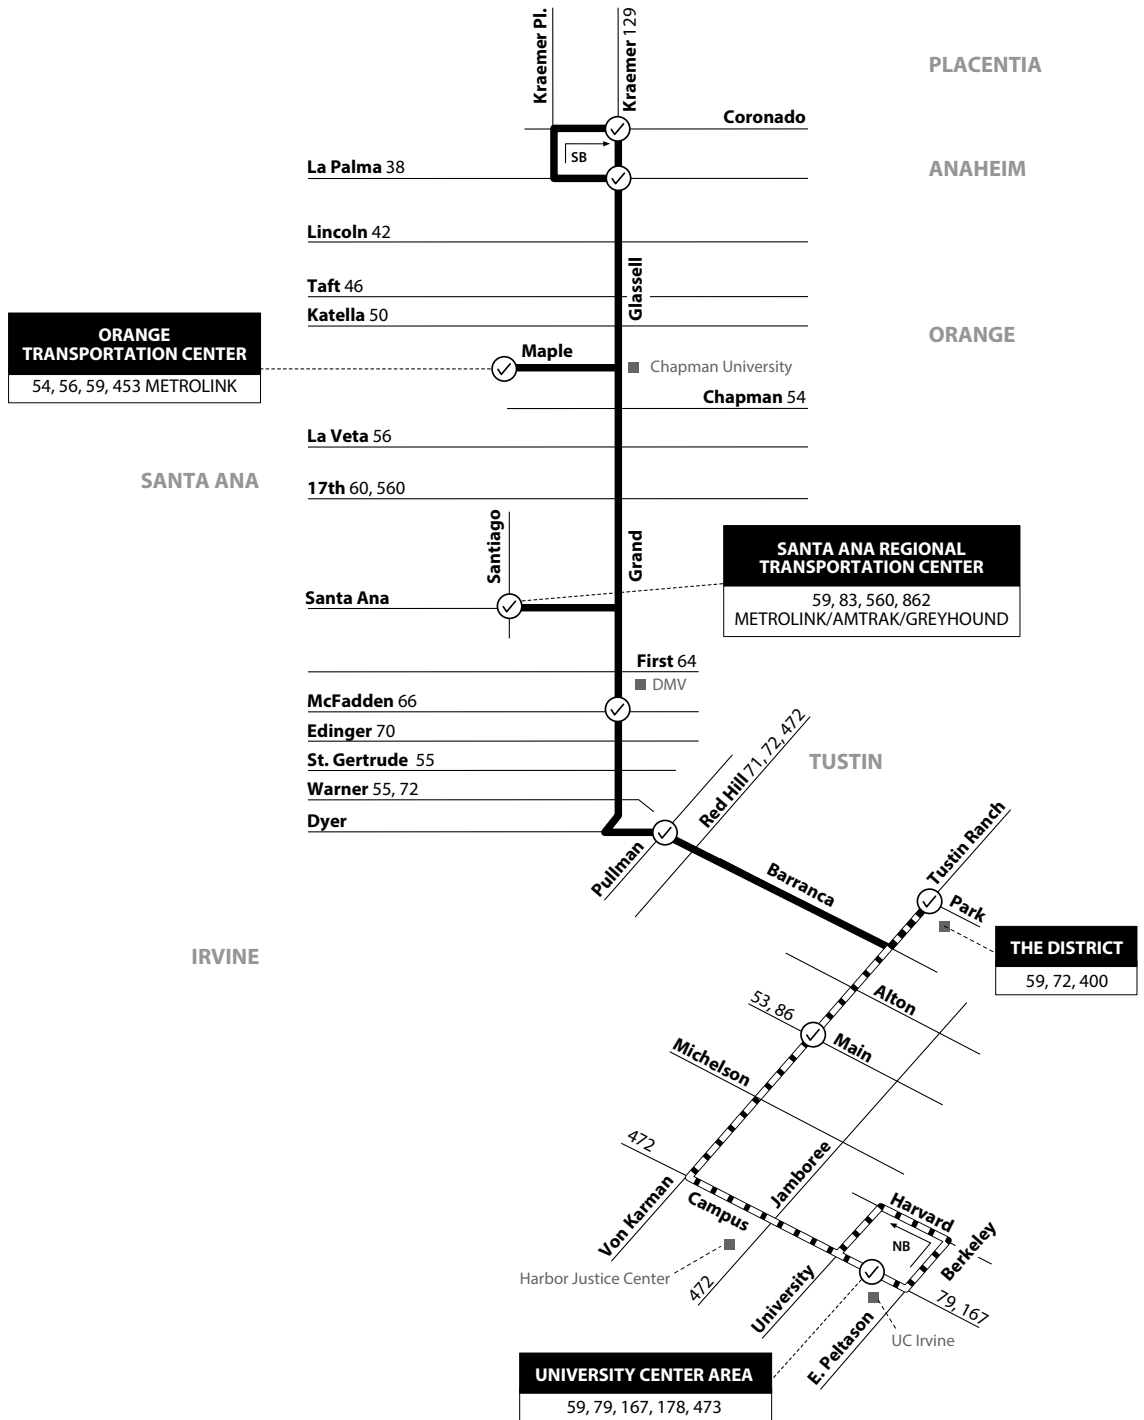 Kraemer Pl.
Kraemer 129
PLACENTIA
Coronado
SB
La Palma 38
ANAHEIM
Lincoln 42
Glassell
Taft 46
Katella 50
ORANGE
ORANGE
TRANSPORTATION CENTER
54, 56, 59, 453 METROLINK
Maple
Chapman University
Chapman 54
La Veta 56
SANTA ANA
17th 60, 560
Santiago
Grand
SANTA ANA REGIONAL
TRANSPORTATION CENTER
59, 83, 560, 862
METROLINK/AMTRAK/GREYHOUND
Santa Ana
First 64
DMV
McFadden 66
Edinger 70
St. Gertrude 55
Warner 55, 72
Dyer
Pullman
Red Hill 71, 72, 472
TUSTIN
Barranca
Tustin Ranch
Park
THE DISTRICT
59, 72, 400
IRVINE
Alton
53, 86
Main
Michelson
472
Jamboree
Von Karman
Campus
Harvard
NB
Berkeley
Harbor Justice Center
472
University
79, 167
E. Peltason
UC Irvine
UNIVERSITY CENTER AREA
59, 79, 167, 178, 473